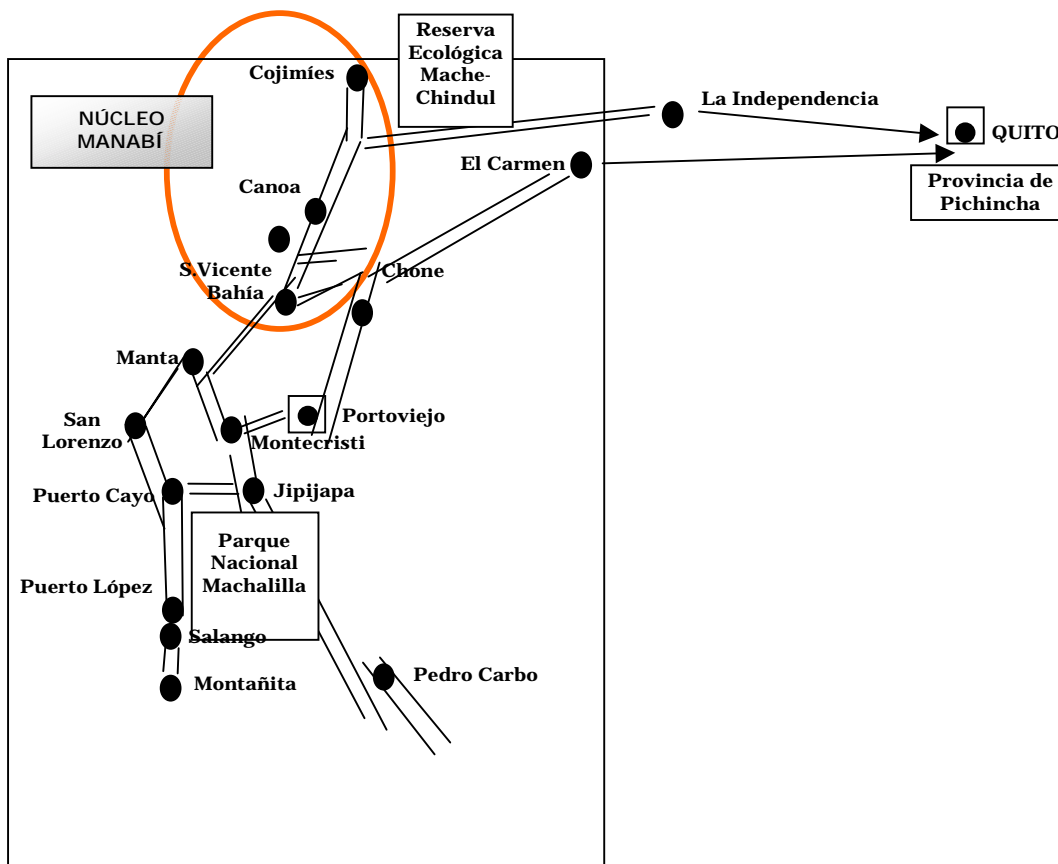 Reserva
Ecológica
Mache-
Chindul
Cojimíes
NÚCLEO
MANABÍ
La Independencia
QUITO
El Carmen
Provincia de
Pichincha
Canoa
S.Vicente
Bahía
Chone
Manta
San
Lorenzo
Portoviejo
Montecristi
Puerto Cayo
Jipijapa
Parque
Nacional
Machalilla
Puerto López
Salango
Pedro Carbo
Montañita